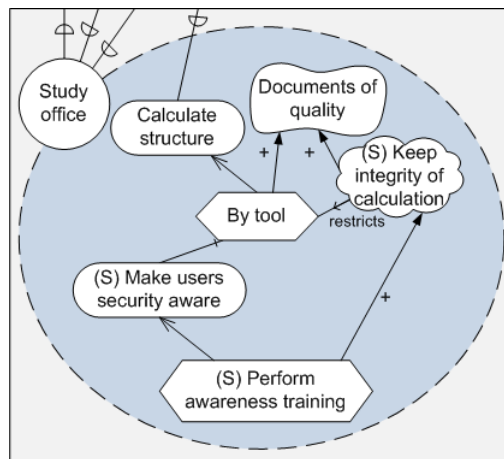 Study
office
Calculate
structure
Documents of
quality
+
+
(S) Keep
integrity of
calculation
By tool
restricts
(S) Make users
security aware
+
(S) Perform
awareness training